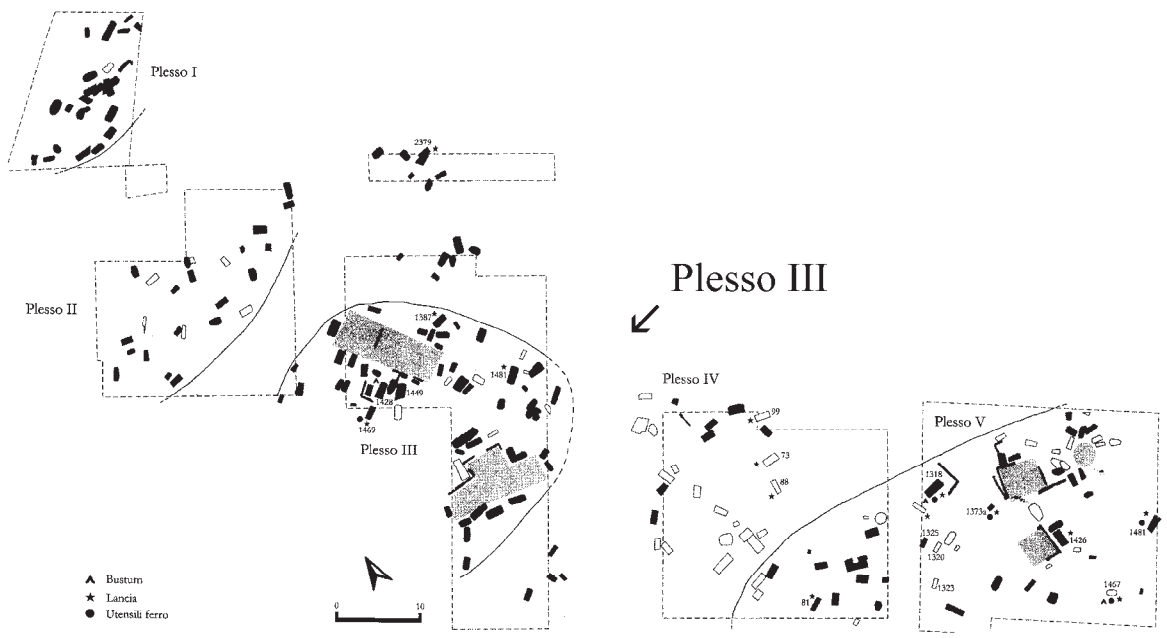 Plesso I
2379
Plesso II
1387
1481
1449
1428
1469
Plesso III
Bustum
Lancia
Utensili ferro
0 10
Plesso III
Plesso IV
99
73
88
81
Plesso V
1318
1373a
1325
1320
1323
1426
1481
1467